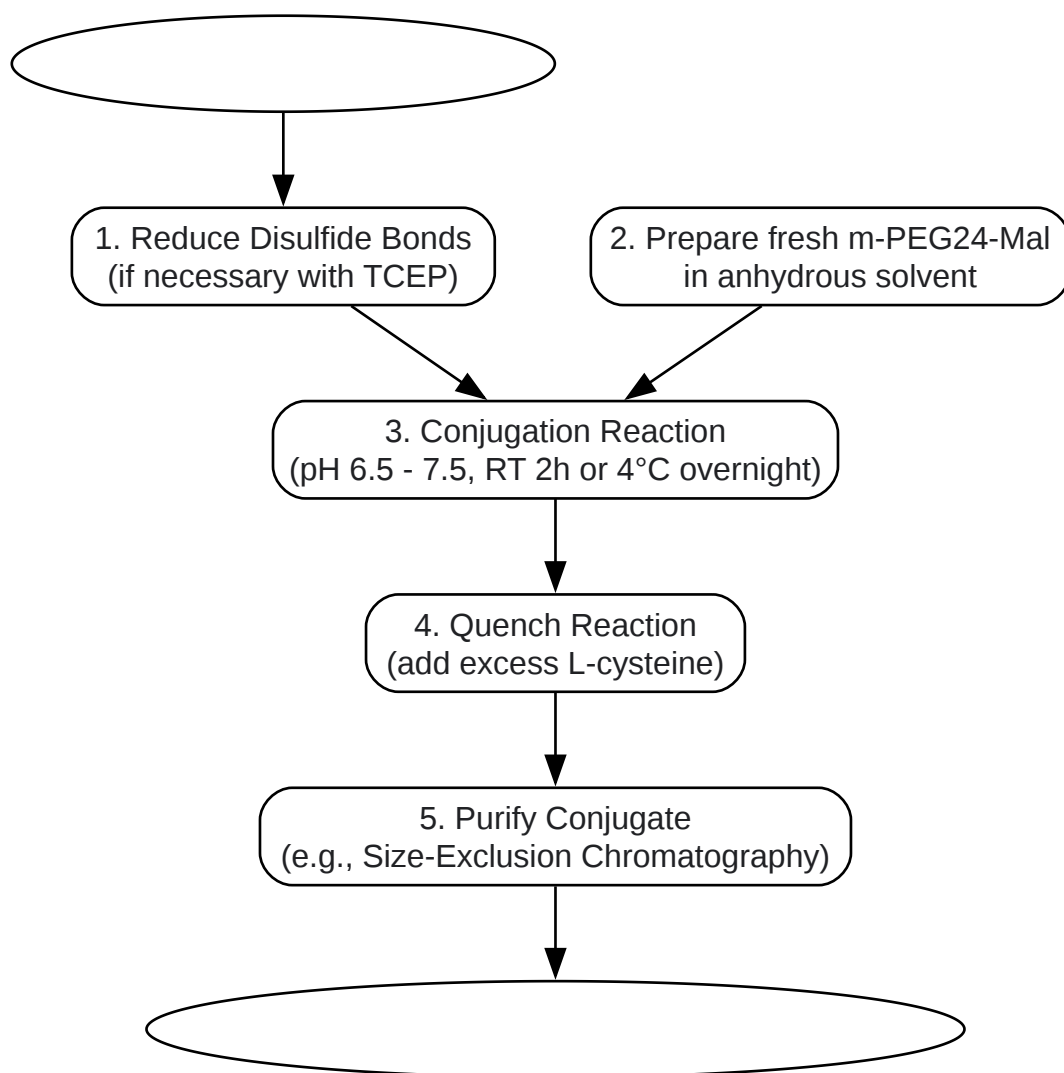 1. Reduce Disulfide Bonds
(if necessary with TCEP)
2. Prepare fresh m-PEG24-Mal
in anhydrous solvent
3. Conjugation Reaction
(pH 6.5 - 7.5, RT 2h or 4°C overnight)
4. Quench Reaction
(add excess L-cysteine)
5. Purify Conjugate
(e.g., Size-Exclusion Chromatography)